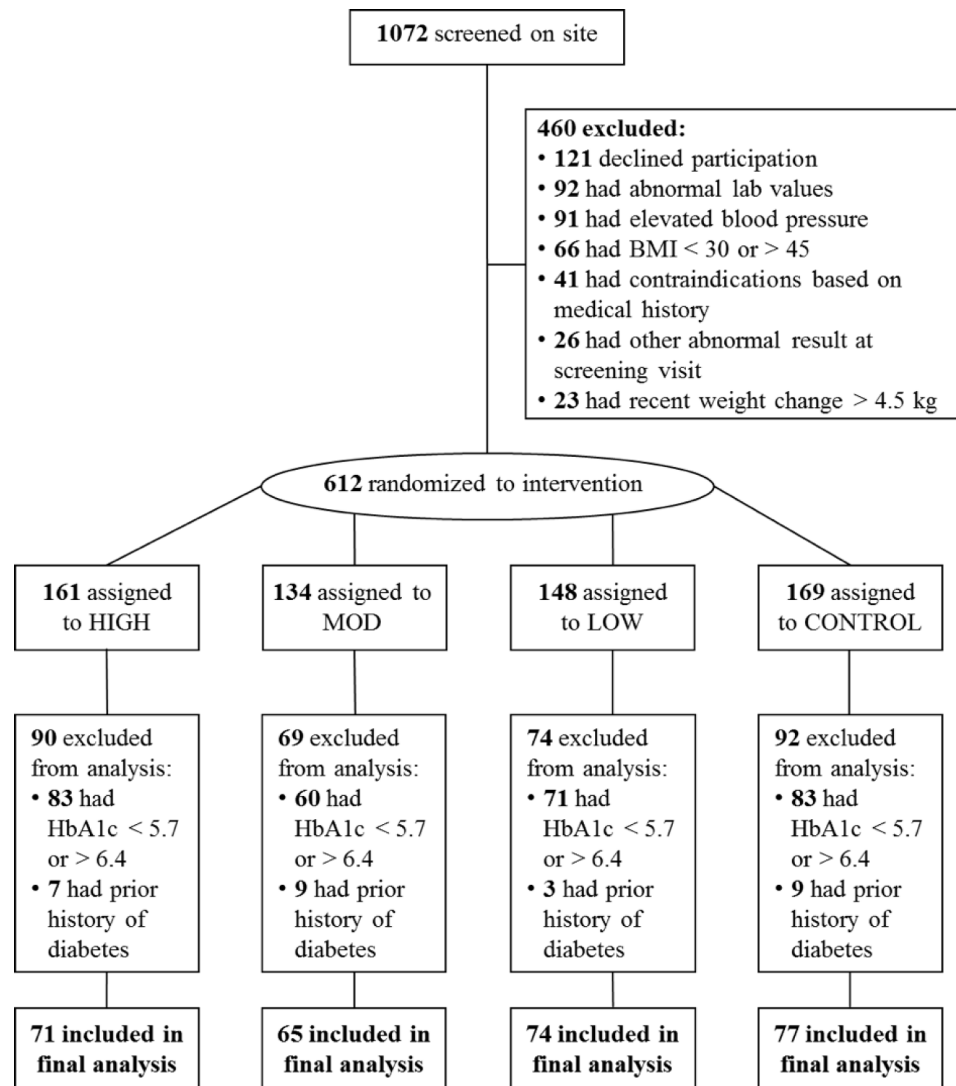 1072 screened on site
460 excluded:
• 121 declined participation
• 92 had abnormal lab values
• 91 had elevated blood pressure
• 66 had BMI < 30 or > 45
• 41 had contraindications based on
medical history
• 26 had other abnormal result at
screening visit
• 23 had recent weight change > 4.5 kg
612 randomized to intervention
161 assigned
to HIGH
134 assigned to
MOD
148 assigned
to LOW
169 assigned
to CONTROL
90 excluded
from analysis:
• 83 had
HbA1c < 5.7
or > 6.4
• 7 had prior
history of
diabetes
69 excluded
from analysis:
• 60 had
HbA1c < 5.7
or > 6.4
• 9 had prior
history of
diabetes
74 excluded
from analysis:
• 71 had
HbA1c < 5.7
or > 6.4
• 3 had prior
history of
diabetes
92 excluded
from analysis:
• 83 had
HbA1c < 5.7
or > 6.4
• 9 had prior
history of
diabetes
71 included in
final analysis
65 included in
final analysis
74 included in
final analysis
77 included in
final analysis